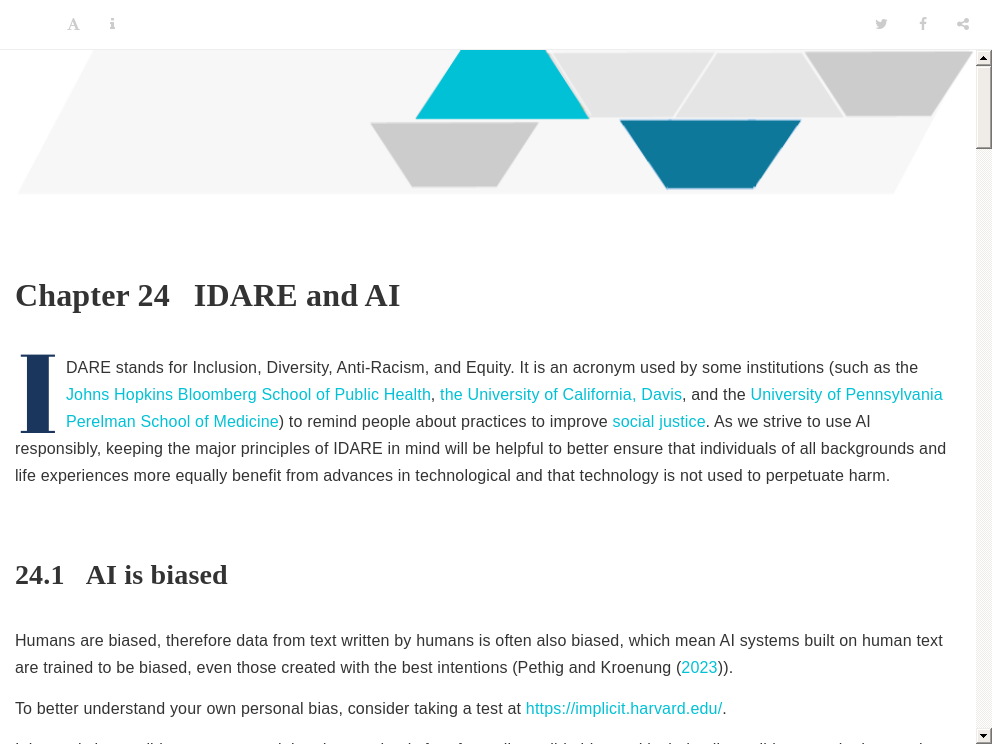 Chapter 24 IDARE and AI
IDARE stands for Inclusion, Diversity, Anti-Racism, and Equity. It is an acronym used by some institutions (such as the
Johns Hopkins Bloomberg School of Public Health, the University of California, Davis, and the University of Pennsylvania
Perelman School of Medicine) to remind people about practices to improve social justice. As we strive to use AI
responsibly, keeping the major principles of IDARE in mind will be helpful to better ensure that individuals of all backgrounds and
life experiences more equally benefit from advances in technological and that technology is not used to perpetuate harm.
24.1 AI is biased
Humans are biased, therefore data from text written by humans is often also biased, which mean AI systems built on human text
are trained to be biased, even those created with the best intentions (Pethig and Kroenung (2023)).
To better understand your own personal bias, consider taking a test at https://implicit.harvard.edu/.